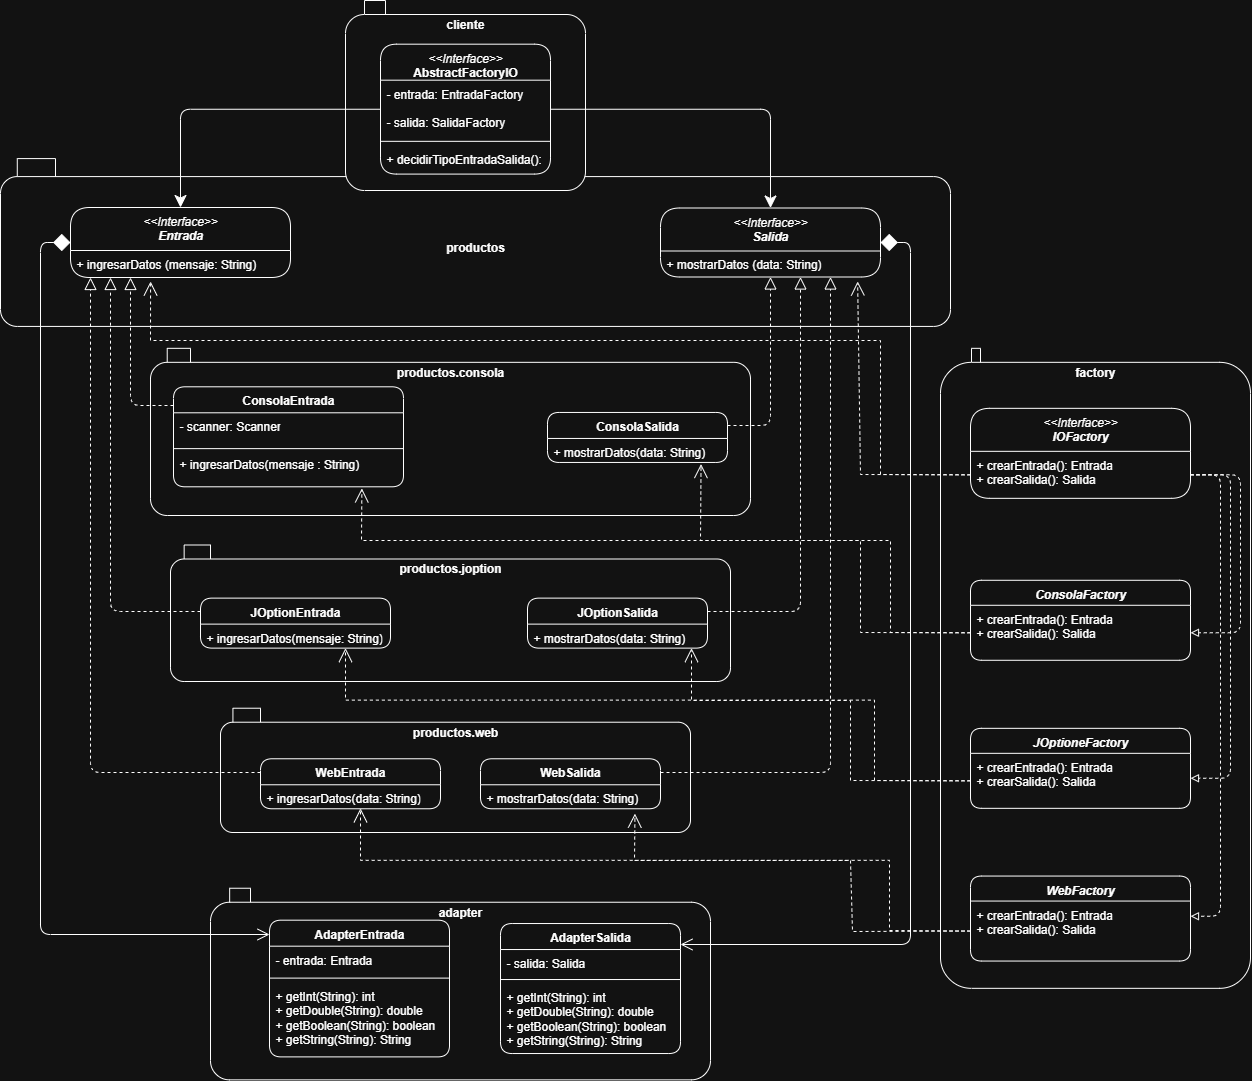 cliente
<<Interface>>
AbstractFactoryIO
- entrada: EntradaFactory
- salida: SalidaFactory
+ decidirTipoEntradaSalida():
productos
<<Interface>>
Entrada
+ ingresarDatos (mensaje: String)
<<Interface>>
Salida
+ mostrarDatos (data: String)
productos.consola
ConsolaEntrada
- scanner: Scanner
+ ingresarDatos(mensaje : String)
ConsolaSalida
+ mostrarDatos(data: String)
productos.joption
JOptionEntrada
+ ingresarDatos(mensaje: String)
JOptionSalida
+ mostrarDatos(data: String)
productos.web
WebEntrada
+ ingresarDatos(data: String)
WebSalida
+ mostrarDatos(data: String)
adapter
AdapterEntrada
- entrada: Entrada
+ getInt(String): int
+ getDouble(String): double
+ getBoolean(String): boolean
+ getString(String): String
AdapterSalida
- salida: Salida
+ getInt(String): int
+ getDouble(String): double
+ getBoolean(String): boolean
+ getString(String): String
factory
<<Interface>>
IOFactory
+ crearEntrada(): Entrada
+ crearSalida(): Salida
ConsolaFactory
+ crearEntrada(): Entrada
+ crearSalida(): Salida
JOptioneFactory
+ crearEntrada(): Entrada
+ crearSalida(): Salida
WebFactory
+ crearEntrada(): Entrada
+ crearSalida(): Salida